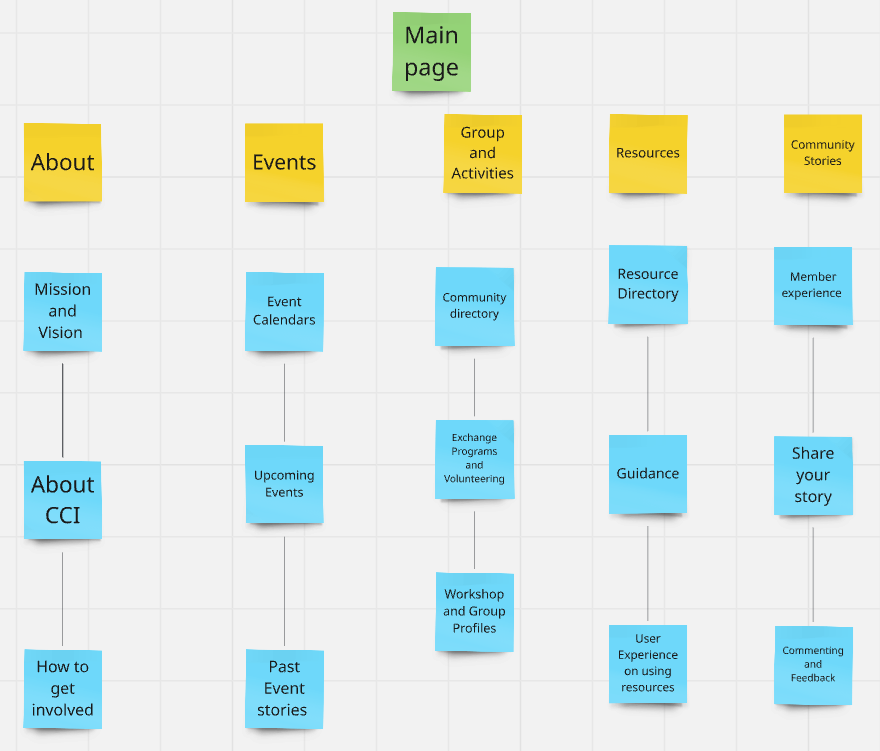 Main
page
About
Events
Group
and
Activities
Resources
Community
Stories
Mission
and
Vision
Event
Calendars
Community
directory
Resource
Directory
Member
experience
About
CCI
Upcoming
Events
Exchange
Programs
and
Volunteering
Guidance
Share
your
story
How to
get
involved
Past
Event
stories
Workshop
and Group
Profiles
User
Experience
on using
resources
Commenting
and
Feedback